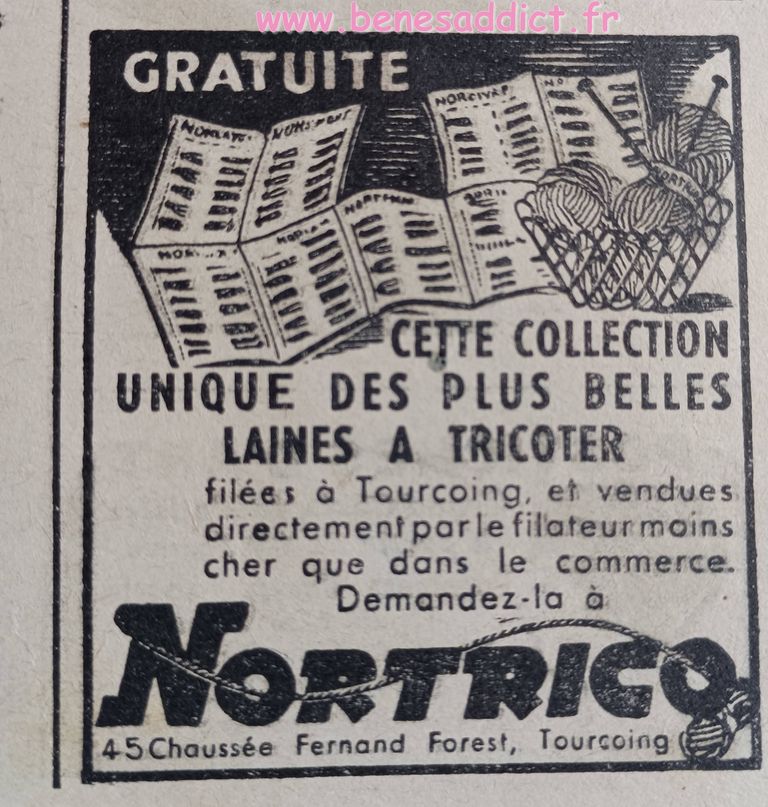 www.benesaddict.fr
GRATUITE
CETTE COLLECTION
UNIQUE DES PLUS BELLES
LAINES A TRICOTER
filées à Tourcoing, et vendues
directement par le filateur moins
cher que dans le commerce.
Demandez-la à
NORTRICO
45 Chaussée Fernand Forest, Tourcoing